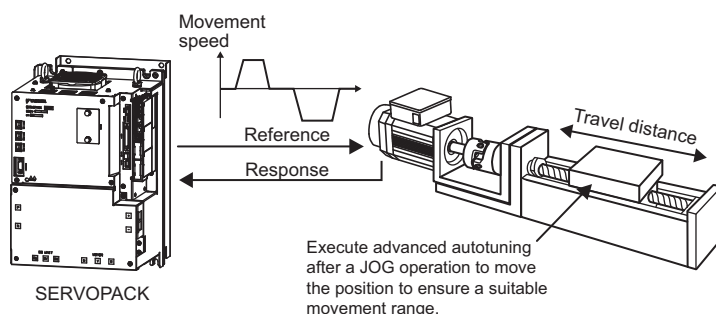 Movement
speed
Reference
Response
Travel distance
Execute advanced autotuning
after a JOG operation to move
the position to ensure a suitable
movement range.
SERVOPACK